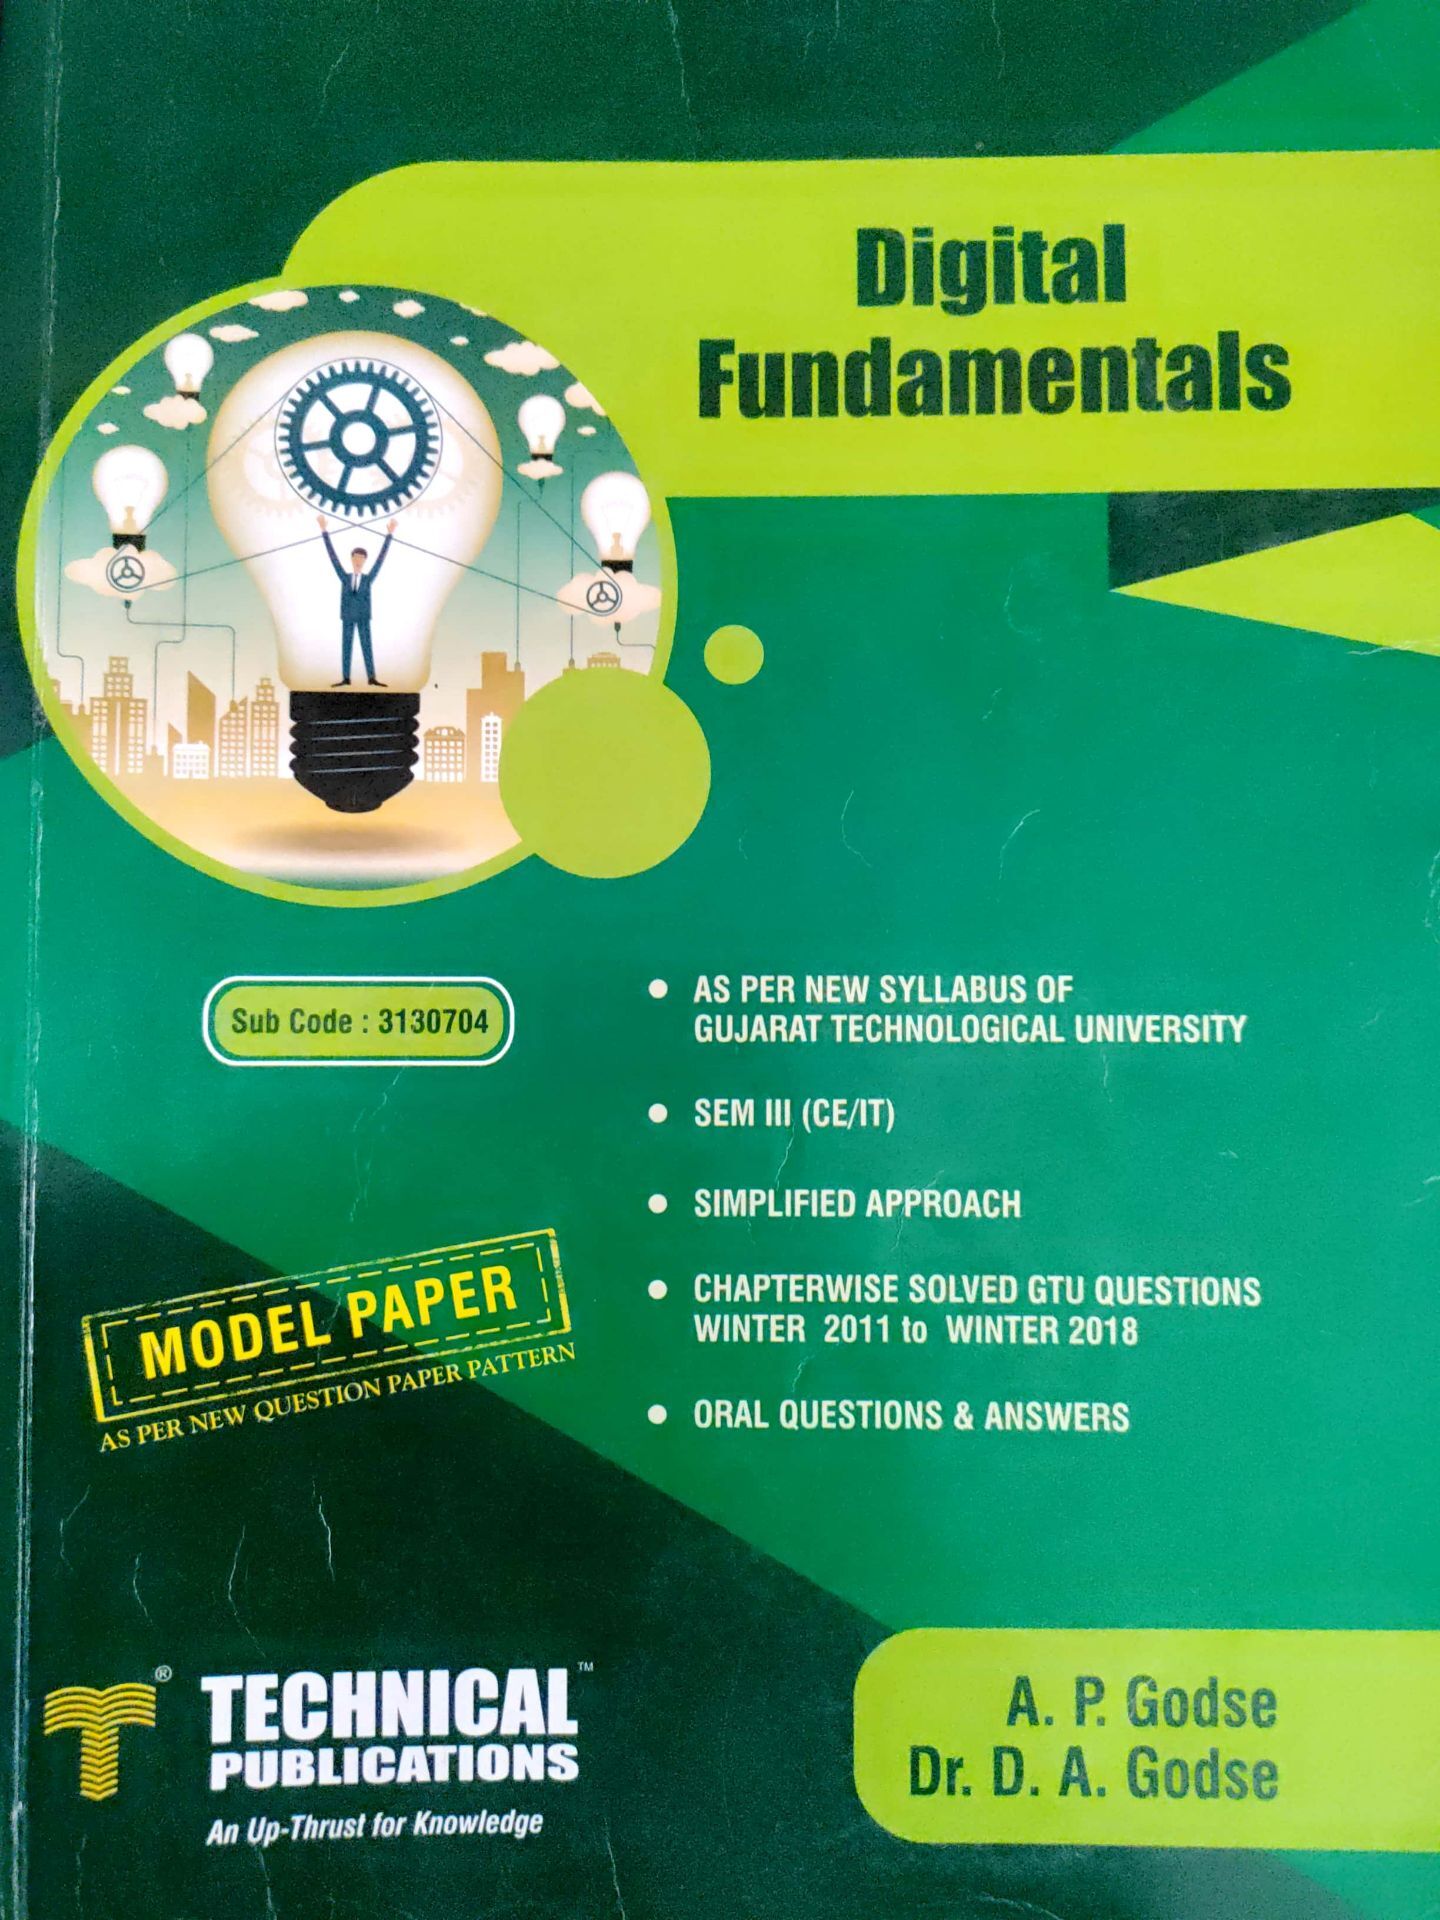 Digital
Fundamentals
Sub Code : 3130704
• AS PER NEW SYLLABUS OF
GUJARAT TECHNOLOGICAL UNIVERSITY
• SEM III (CE/IT)
• SIMPLIFIED APPROACH
• CHAPTERWISE SOLVED GTU QUESTIONS
WINTER 2011 to WINTER 2018
• ORAL QUESTIONS & ANSWERS
MODEL PAPER
AS PER NEW QUESTION PAPER PATTERN
®
TECHNICAL™
PUBLICATIONS
An Up-Thrust for Knowledge
A. P. Godse
Dr. D. A. Godse